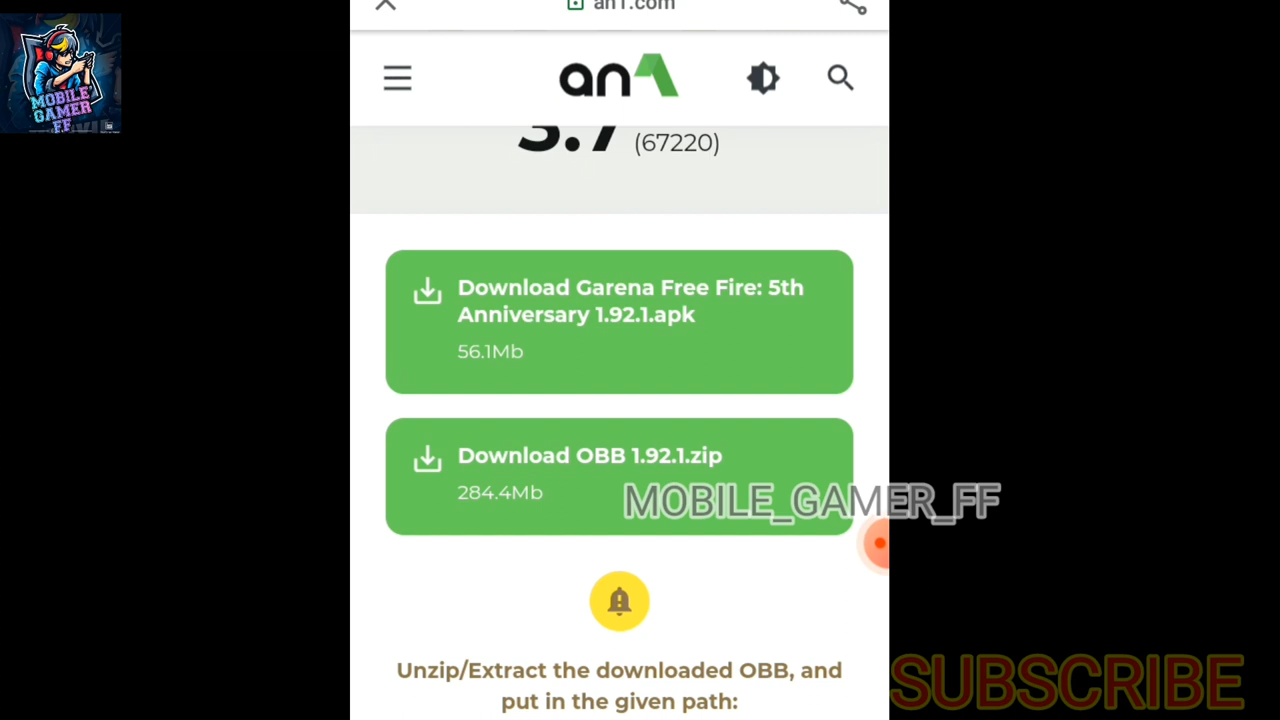 an1.com
an1
3.7 (67220)
Download Garena Free Fire: 5th
Anniversary 1.92.1.apk
56.1Mb
Download OBB 1.92.1.zip
284.4Mb
Unzip/Extract the downloaded OBB, and
put in the given path:
MOBILE
GAMER
FF
MOBILE_GAMER_FF
SUBSCRIBE